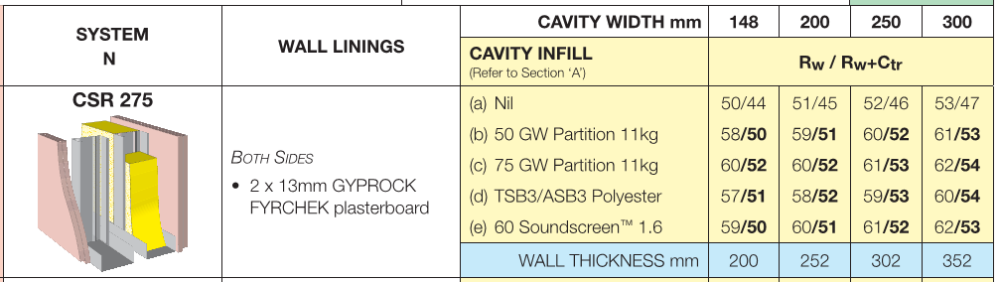 SYSTEM
N
WALL LININGS
CAVITY WIDTH mm 148 200 250 300
CAVITY INFILL
(Refer to Section ‘A’)
Rw / Rw+Ctr
CSR 275
BOTH SIDES
• 2 x 13mm GYPROCK
FYRCHEK plasterboard
(a) Nil 50/44 51/45 52/46 53/47
(b) 50 GW Partition 11kg 58/50 59/51 60/52 61/53
(c) 75 GW Partition 11kg 60/52 60/52 61/53 62/54
(d) TSB3/ASB3 Polyester 57/51 58/52 59/53 60/54
(e) 60 Soundscreen™ 1.6 59/50 60/51 61/52 62/53
WALL THICKNESS mm 200 252 302 352